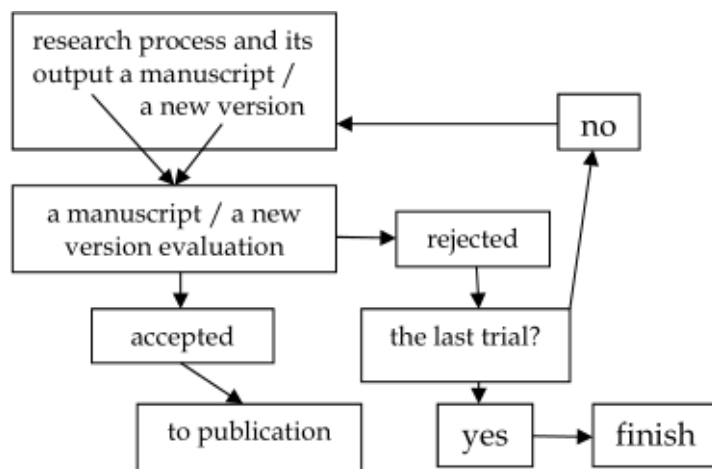 research process and its
output a manuscript /
a new version
no
a manuscript / a new
version evaluation
rejected
accepted
the last trial?
to publication
yes
finish